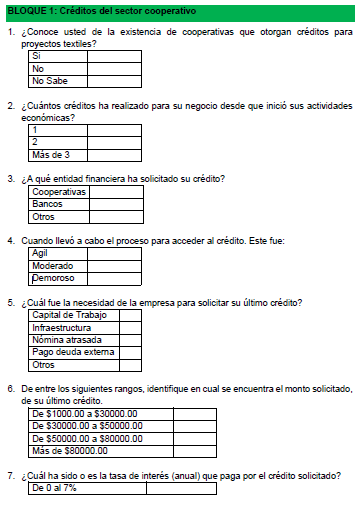 BLOQUE 1: Créditos del sector cooperativo
1. ¿Conoce usted de la existencia de cooperativas que otorgan créditos para
proyectos textiles?
Si
No
No Sabe
2. ¿Cuántos créditos ha realizado para su negocio desde que inició sus actividades
económicas?
1
2
Más de 3
3. ¿A qué entidad financiera ha solicitado su crédito?
Cooperativas
Bancos
Otros
4. Cuando llevó a cabo el proceso para acceder al crédito. Este fue:
Agil
Moderado
Demoroso
5. ¿Cuál fue la necesidad de la empresa para solicitar su último crédito?
Capital de Trabajo
Infraestructura
Nómina atrasada
Pago deuda externa
Otros
6. De entre los siguientes rangos, identifique en cual se encuentra el monto solicitado,
de su último crédito.
De $1000.00 a $30000.00
De $30000.00 a $50000.00
De $50000.00 a $80000.00
Más de $80000.00
7. ¿Cuál ha sido o es la tasa de interés (anual) que paga por el crédito solicitado?
De 0 al 7%